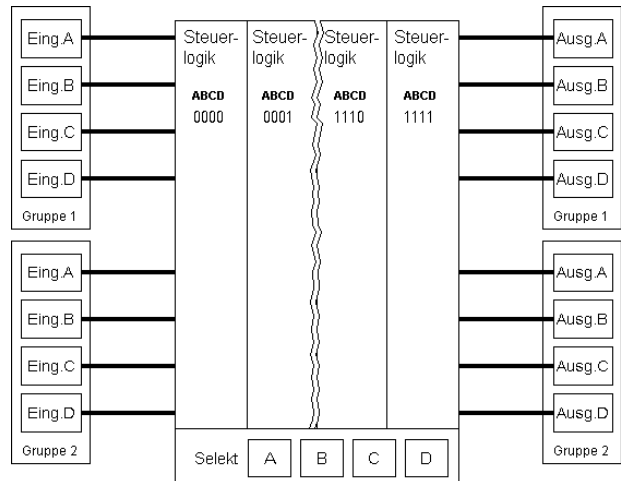 Eing.A
Eing.B
Eing.C
Eing.D
Gruppe 1
Eing.A
Eing.B
Eing.C
Eing.D
Gruppe 2
Steuer-
logik
ABCD
0000
Steuer-
logik
ABCD
0001
Steuer-
logik
ABCD
1110
Steuer-
logik
ABCD
1111
Selekt A B C D
Ausg.A
Ausg.B
Ausg.C
Ausg.D
Gruppe 1
Ausg.A
Ausg.B
Ausg.C
Ausg.D
Gruppe 2